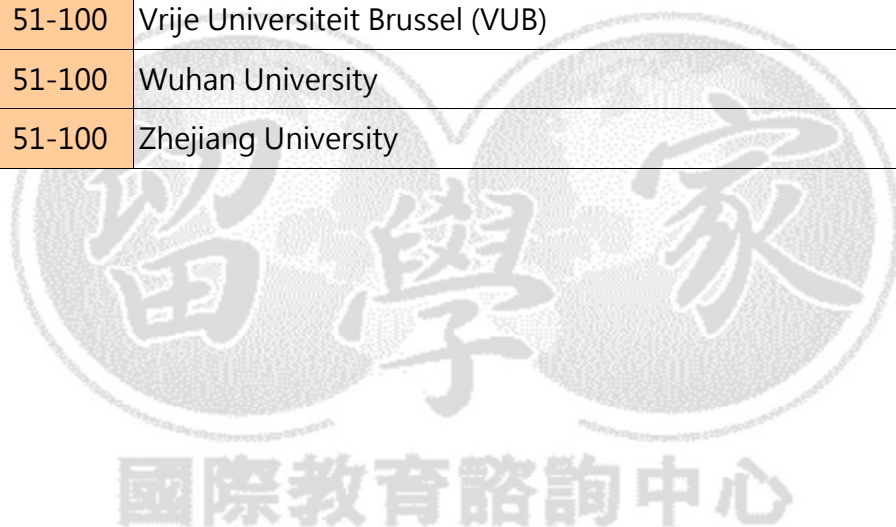 51-100 Vrije Universiteit Brussel (VUB)
51-100 Wuhan University
51-100 Zhejiang University
留學家
國際教育諮詢中心